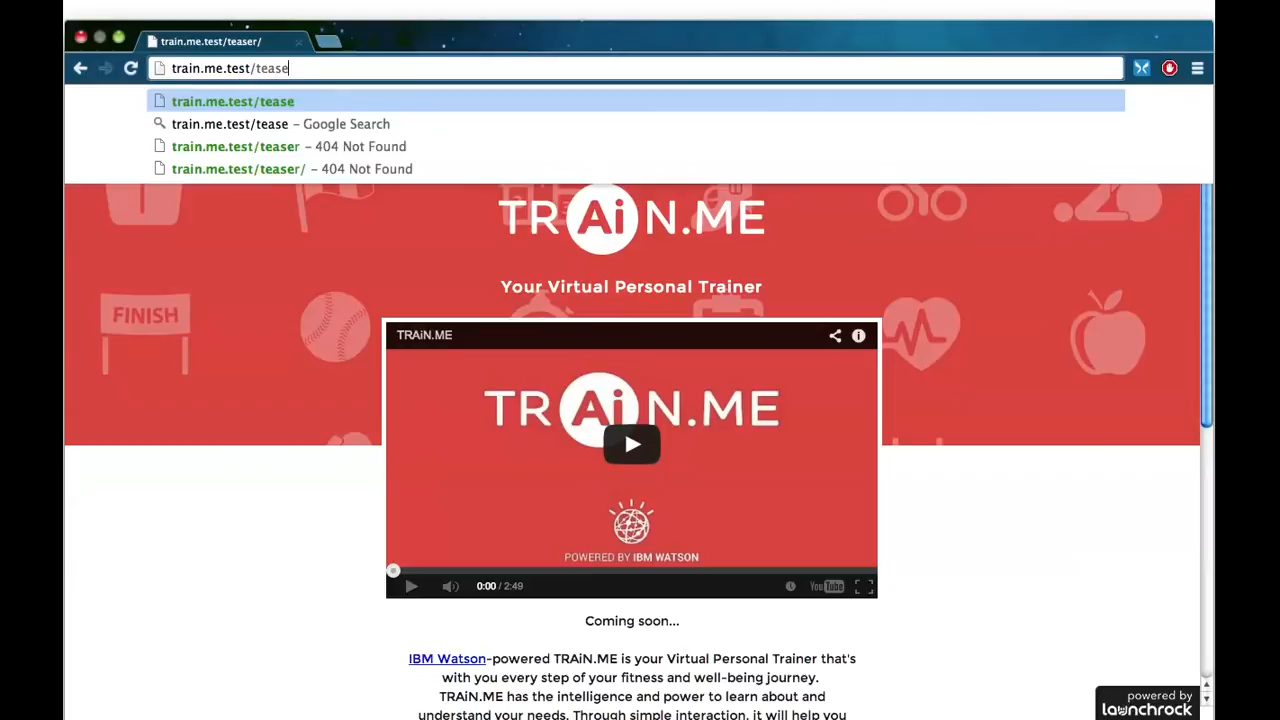 train.me.test/teaser/
train.me.test/tease
train.me.test/tease
train.me.test/tease – Google Search
train.me.test/teaser – 404 Not Found
train.me.test/teaser/ – 404 Not Found
TRAiN.ME
Your Virtual Personal Trainer
FINISH
TRAiN.ME
TRAiN.ME
POWERED BY IBM WATSON
0:00 / 2:49
YouTube
Coming soon...
IBM Watson-powered TRAiN.ME is your Virtual Personal Trainer that's
with you every step of your fitness and well-being journey.
TRAiN.ME has the intelligence and power to learn about and
understand your needs. Through simple interaction, it will help you
powered by
launchrock